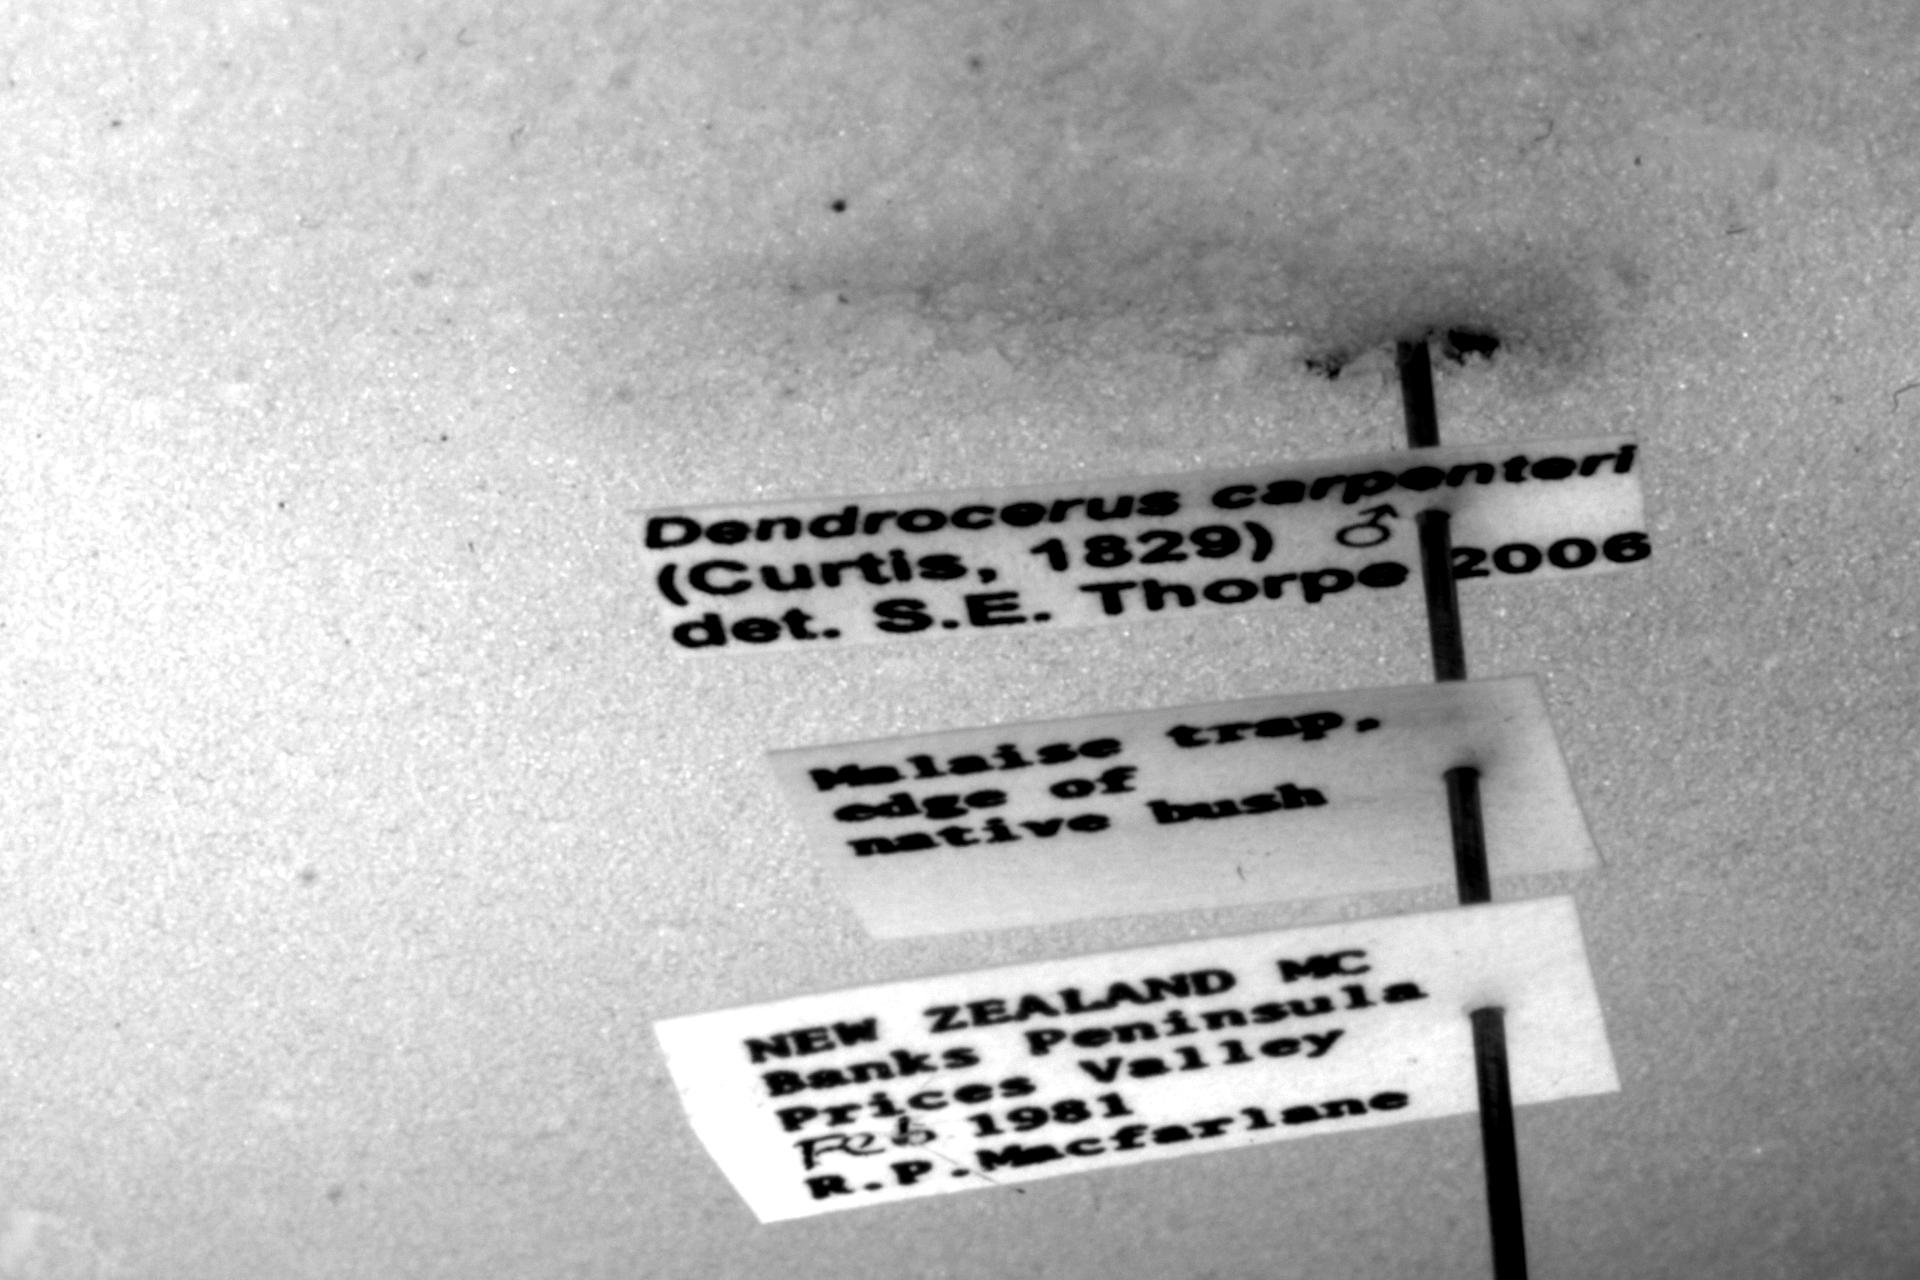 Dendrocerus carpenteri
(Curtis, 1829) ♂
det. S.E. Thorpe 2006
Malaise trap,
edge of
native bush
NEW ZEALAND MC
Banks Peninsula
Prices Valley
Feb 1981
R.P.Macfarlane